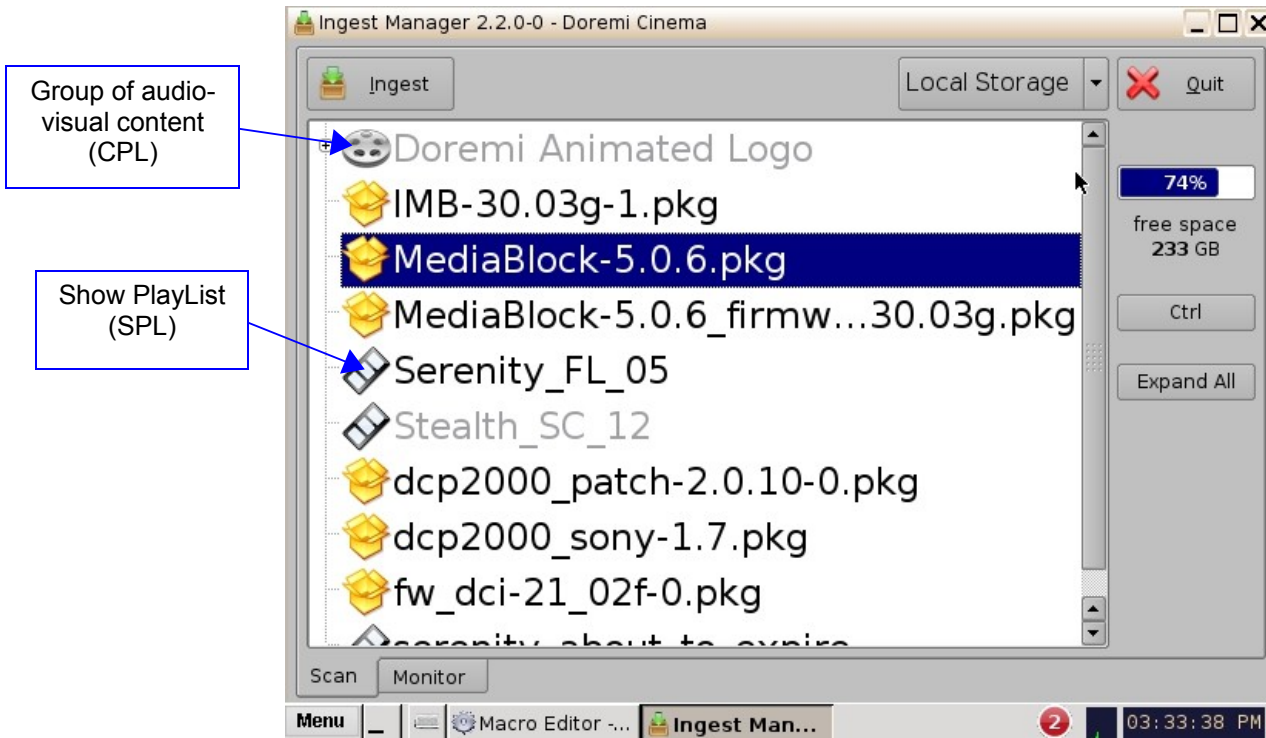 Ingest Manager 2.2.0-0 - Doremi Cinema
Group of audio-
visual content
(CPL)
Show PlayList
(SPL)
Ingest
Local Storage
Quit
Doremi Animated Logo
IMB-30.03g-1.pkg
MediaBlock-5.0.6.pkg
MediaBlock-5.0.6_firmw...30.03g.pkg
Serenity_FL_05
Stealth_SC_12
dcp2000_patch-2.0.10-0.pkg
dcp2000_sony-1.7.pkg
fw_dci-21_02f-0.pkg
serenity_about_to_expire
74%
free space
233 GB
Ctrl
Expand All
Scan
Monitor
Menu
Macro Editor -...
Ingest Man...
2
03:33:38 PM